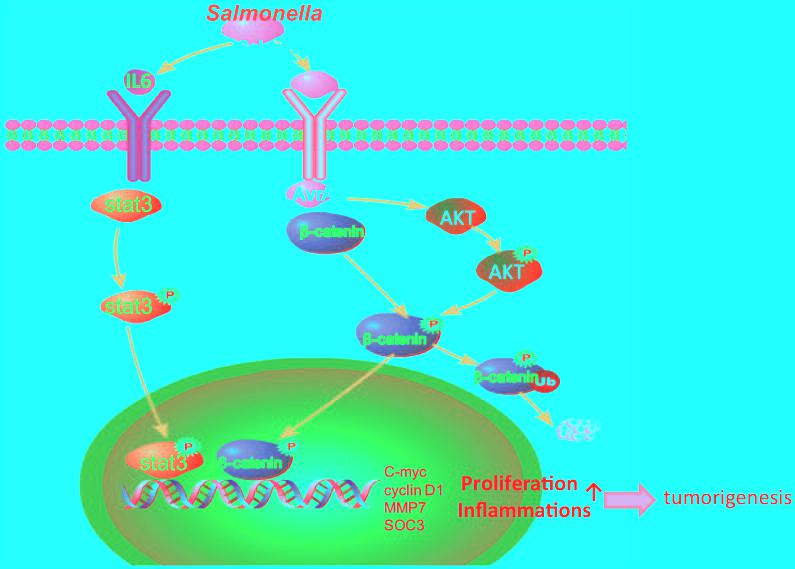 Salmonella
IL6
stat3
β-catenin
AKT
P
AKT
P
stat3
P
β-catenin
P
β-catenin
Ub
P
stat3
P
β-catenin
C-myc
cyclin D1
MMP7
SOC3
Proliferation
Inflammations
tumorigenesis